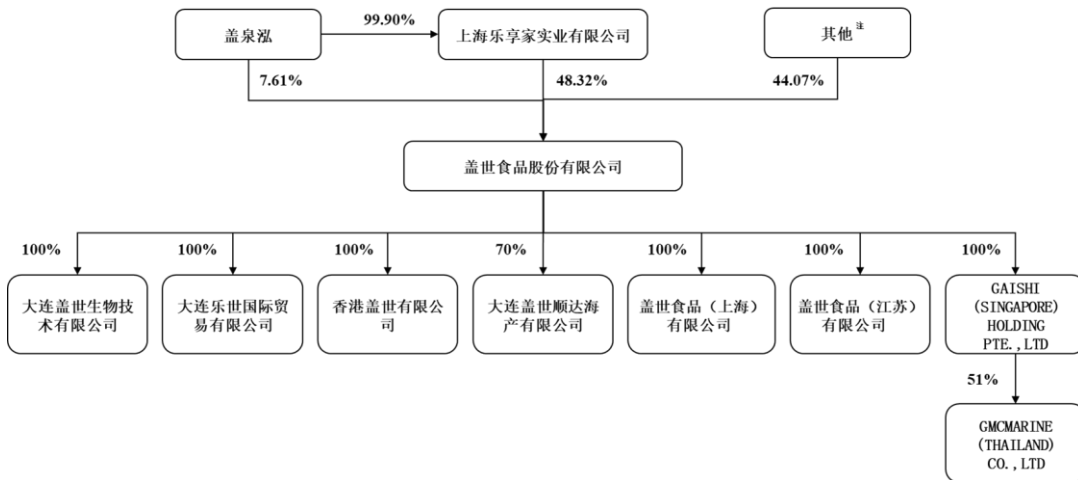 99.90%
盖泉泓
上海乐享家实业有限公司
其他注
7.61%
48.32%
44.07%
盖世食品股份有限公司
100%
100%
100%
70%
100%
100%
100%
大连盖世生物技
术有限公司
大连乐世国际贸
易有限公司
香港盖世有限公
司
大连盖世顺达海
产有限公司
盖世食品（上海）
有限公司
盖世食品（江苏）
有限公司
GAISHI
(SINGAPORE)
HOLDING
PTE.,LTD
51%
GMCMARINE
(THAILAND)
CO.,LTD